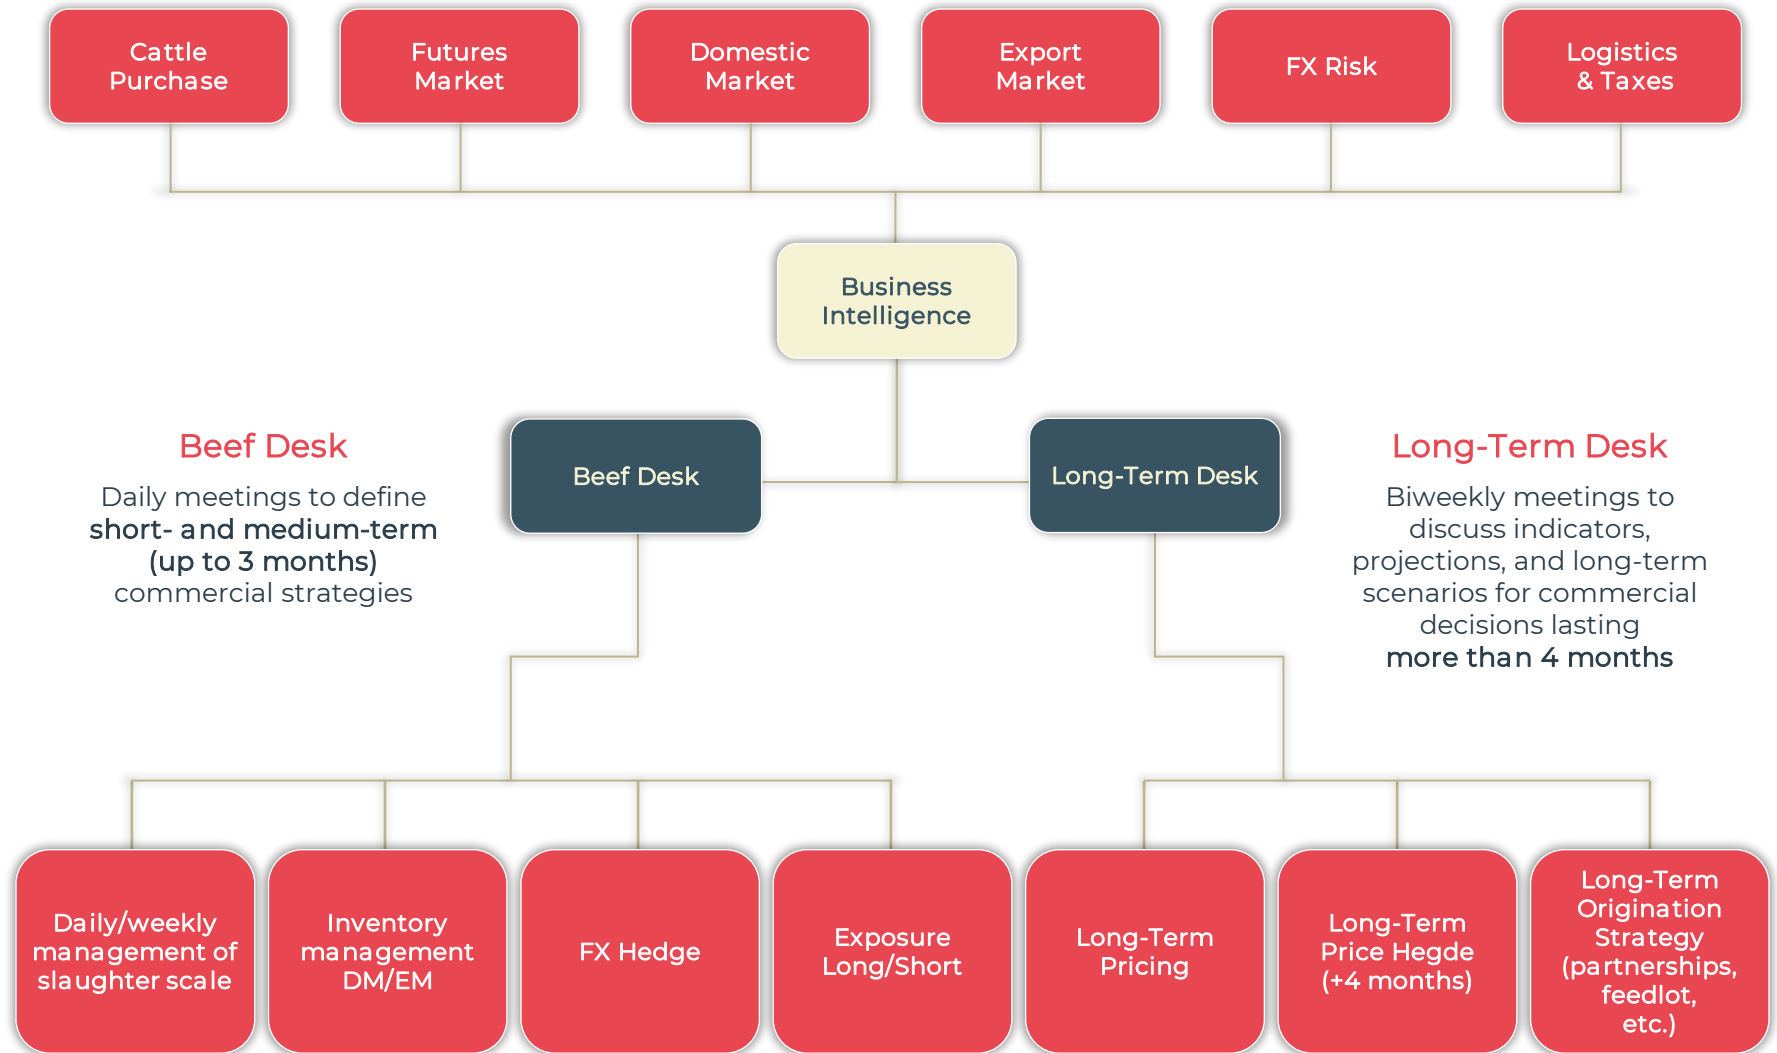 Cattle
Purchase
Futures
Market
Domestic
Market
Export
Market
FX Risk
Logistics
& Taxes
Business
Intelligence
Beef Desk
Daily meetings to define
short- and medium-term
(up to 3 months)
commercial strategies
Beef Desk
Long-Term Desk
Long-Term Desk
Biweekly meetings to
discuss indicators,
projections, and long-term
scenarios for commercial
decisions lasting
more than 4 months
Daily/weekly
management of
slaughter scale
Inventory
management
DM/EM
FX Hedge
Exposure
Long/Short
Long-Term
Pricing
Long-Term
Price Hegde
(+4 months)
Long-Term
Origination
Strategy
(partnerships,
feedlot,
etc.)